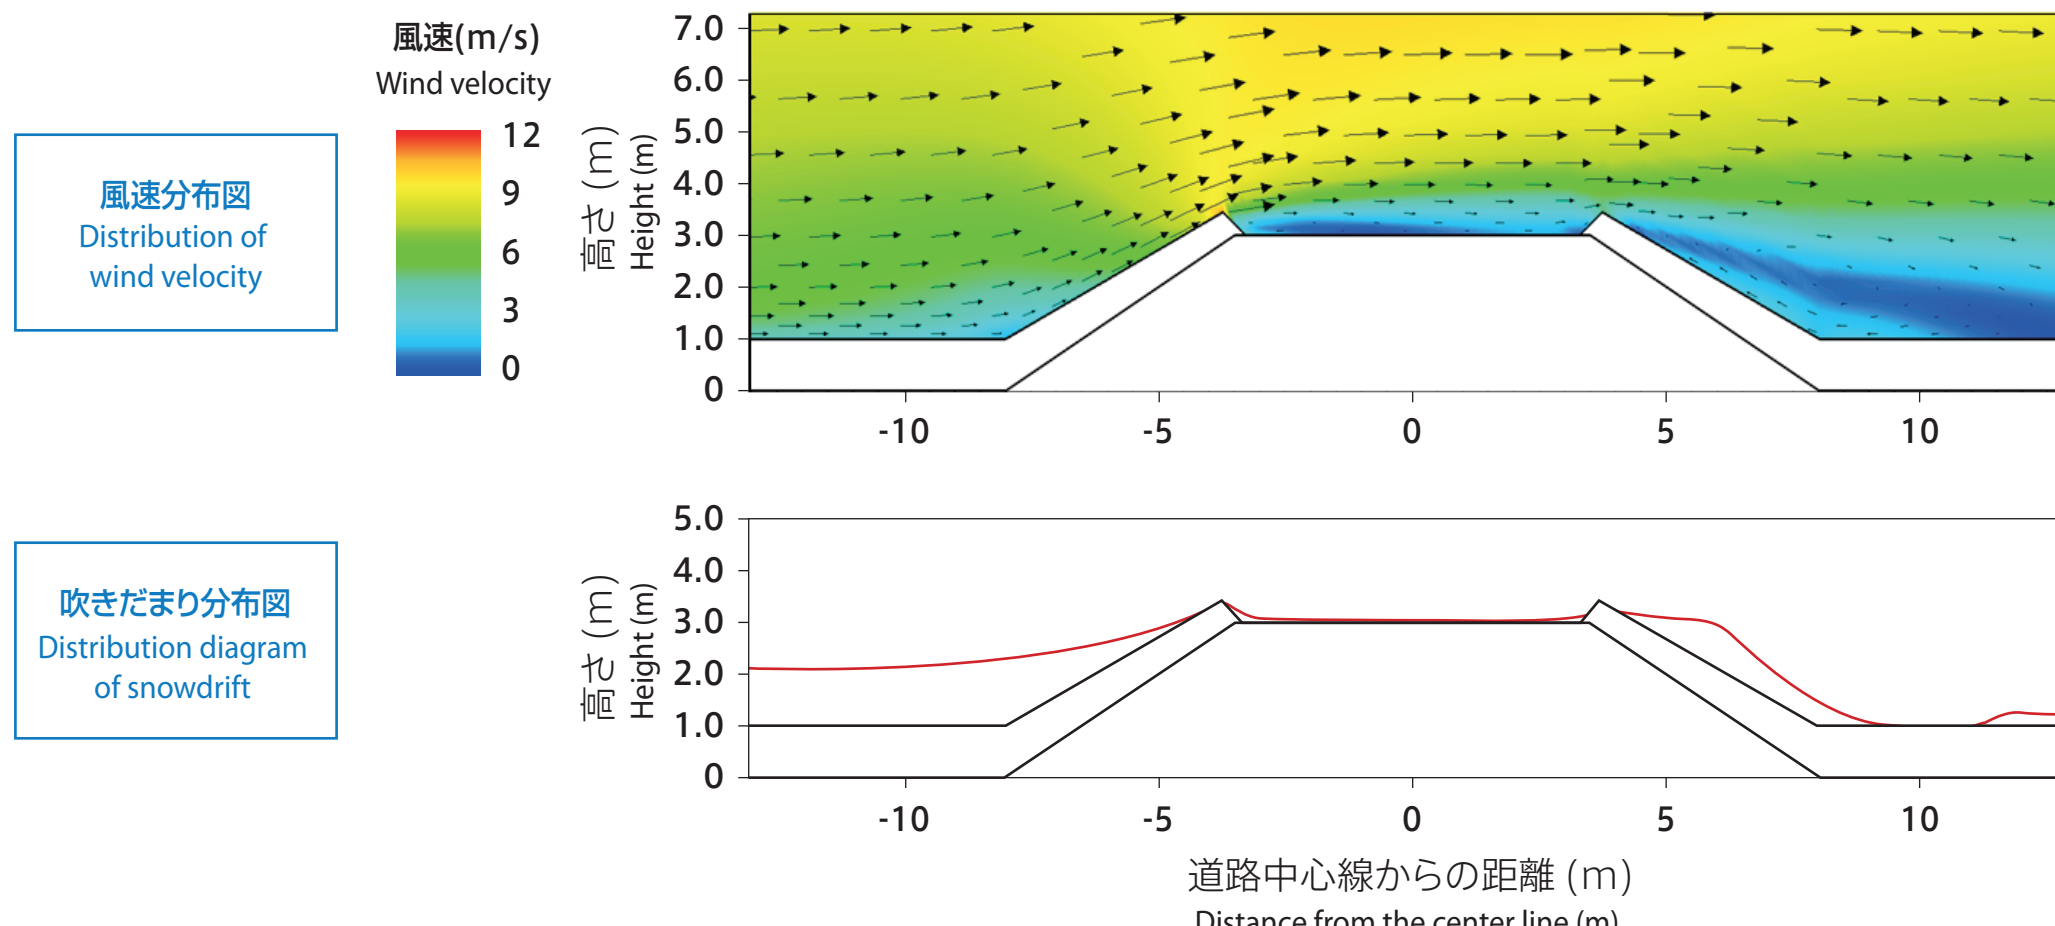 風速(m/s)
Wind velocity
12
9
6
3
0
風速分布図
Distribution of
wind velocity
高さ (m)
Height (m)
7.0
6.0
5.0
4.0
3.0
2.0
1.0
0
-10
-5
0
5
10
吹きだまり分布図
Distribution diagram
of snowdrift
高さ (m)
Height (m)
5.0
4.0
3.0
2.0
1.0
0
-10
-5
0
5
10
道路中心線からの距離 (m)
Distance from the center line (m)